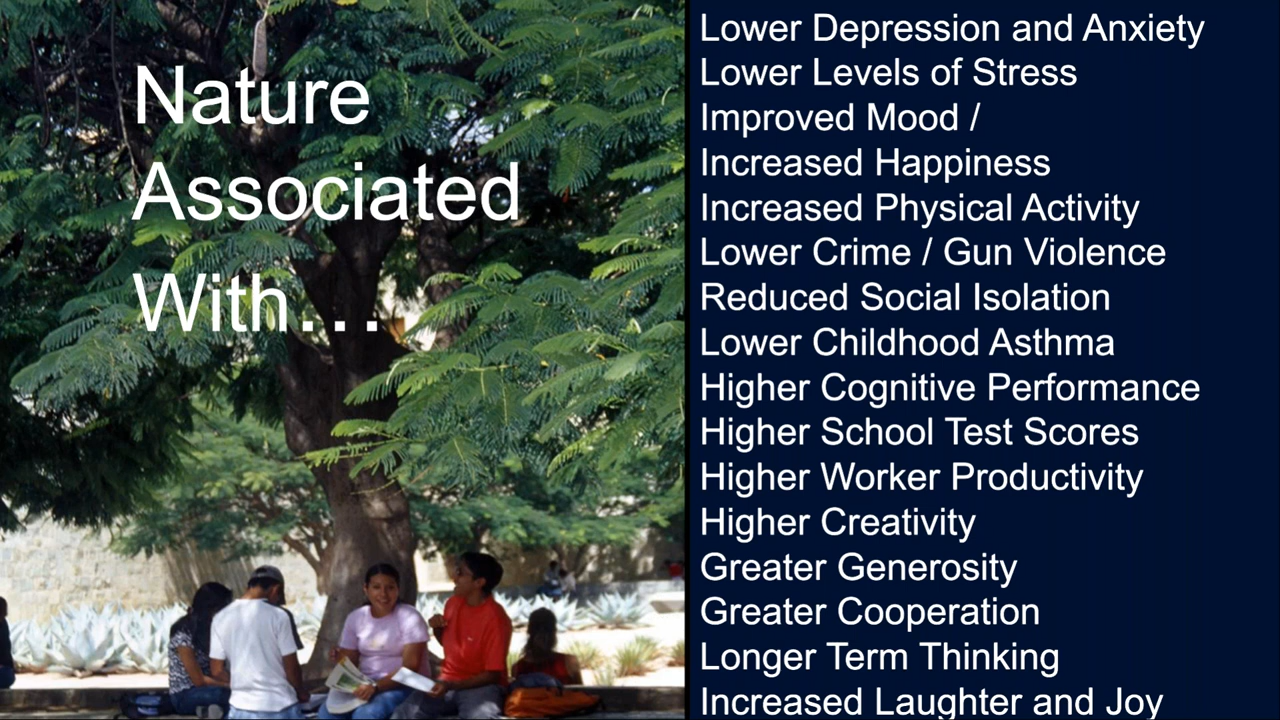 Nature
Associated
With…
Lower Depression and Anxiety
Lower Levels of Stress
Improved Mood /
Increased Happiness
Increased Physical Activity
Lower Crime / Gun Violence
Reduced Social Isolation
Lower Childhood Asthma
Higher Cognitive Performance
Higher School Test Scores
Higher Worker Productivity
Higher Creativity
Greater Generosity
Greater Cooperation
Longer Term Thinking
Increased Laughter and Joy